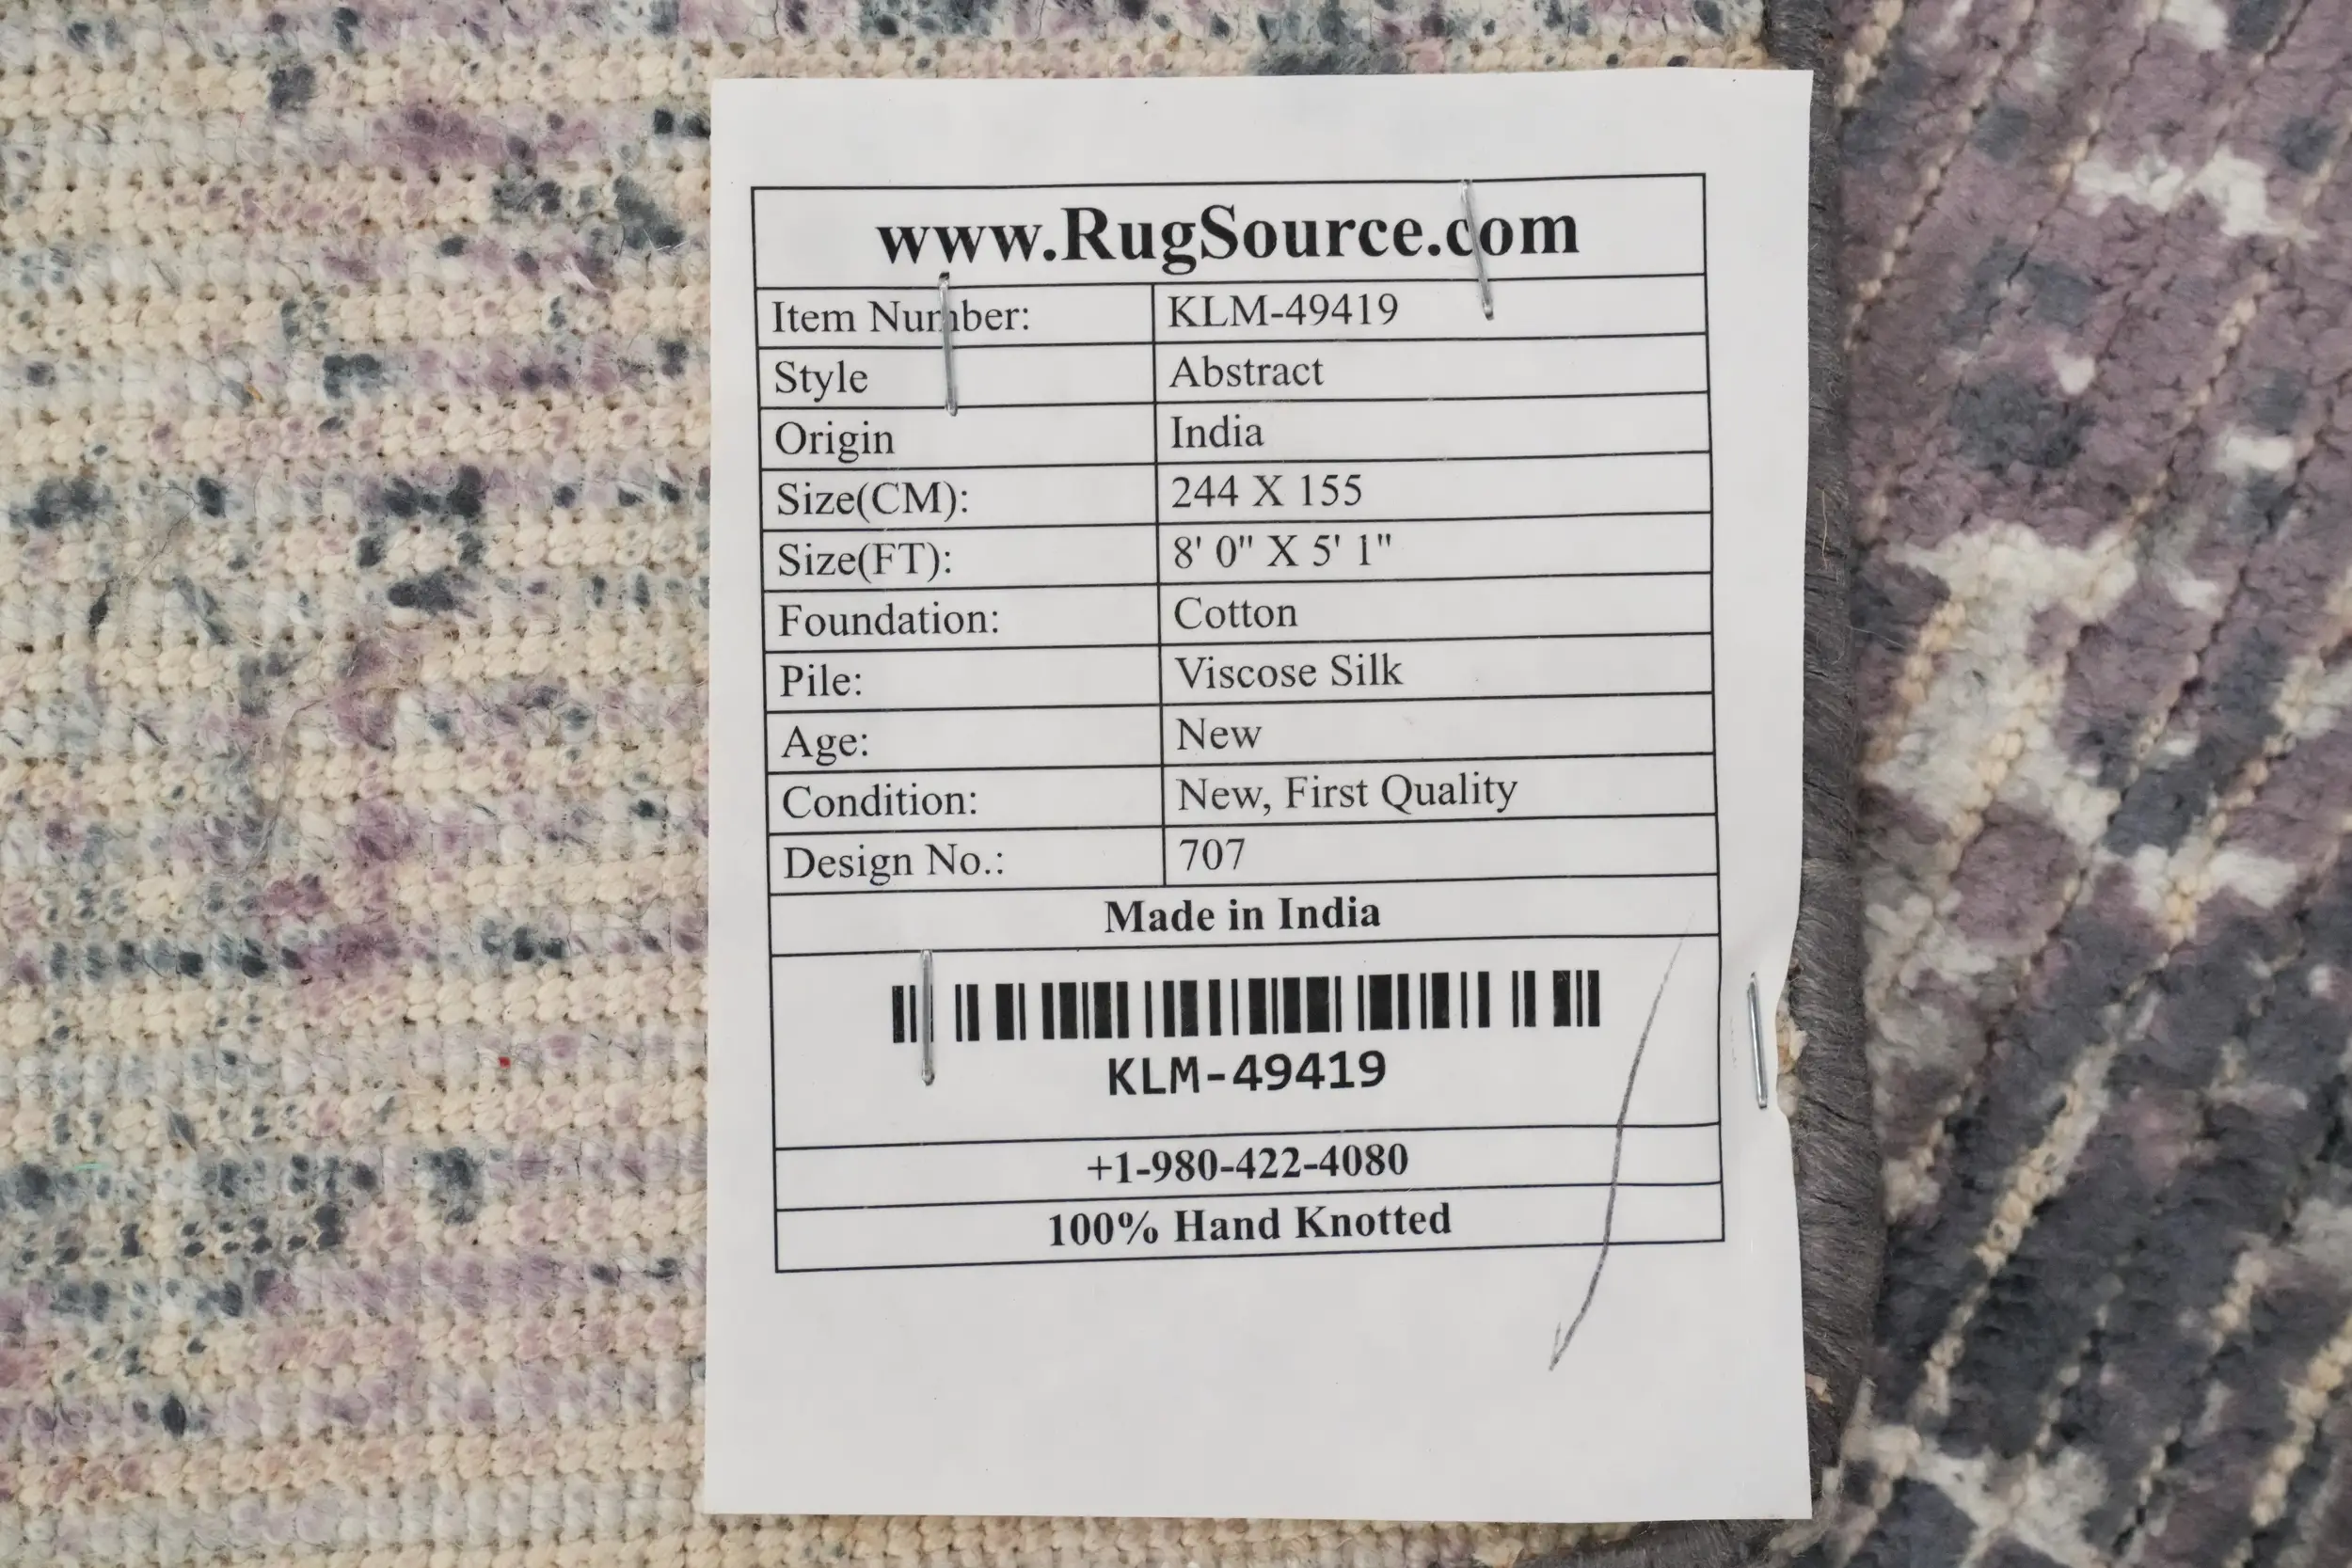 www.RugSource.com
Item Number: KLM-49419
Style Abstract
Origin India
Size(CM): 244 X 155
Size(FT): 8' 0" X 5' 1"
Foundation: Cotton
Pile: Viscose Silk
Age: New
Condition: New, First Quality
Design No.: 707
Made in India
KLM-49419
+1-980-422-4080
100% Hand Knotted